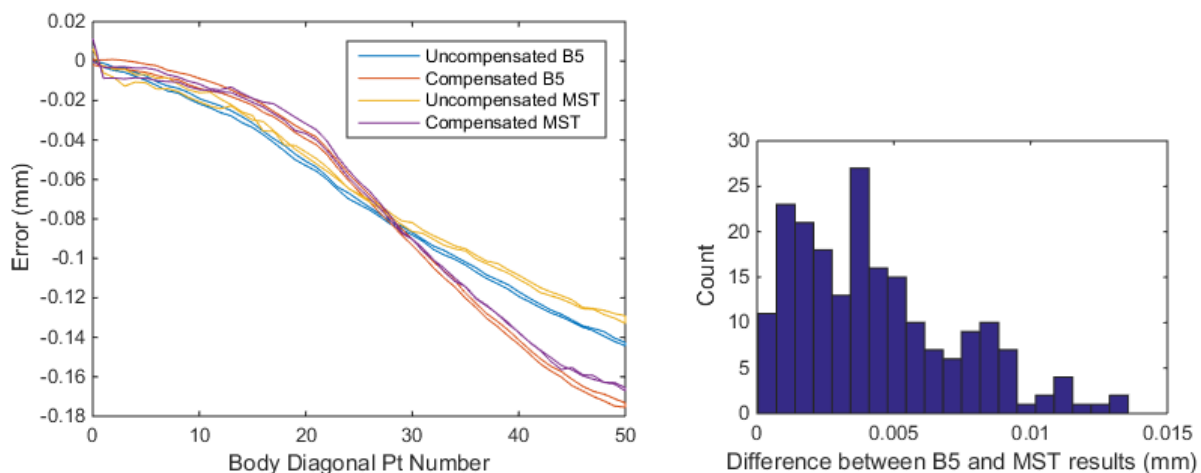 0.02
0
-0.02
-0.04
-0.06
-0.08
-0.1
-0.12
-0.14
-0.16
-0.18
Error (mm)
Uncompensated B5
Compensated B5
Uncompensated MST
Compensated MST
0 10 20 30 40 50
Body Diagonal Pt Number
30
25
20
15
10
5
0
Count
0 0.005 0.01 0.015
Difference between B5 and MST results (mm)